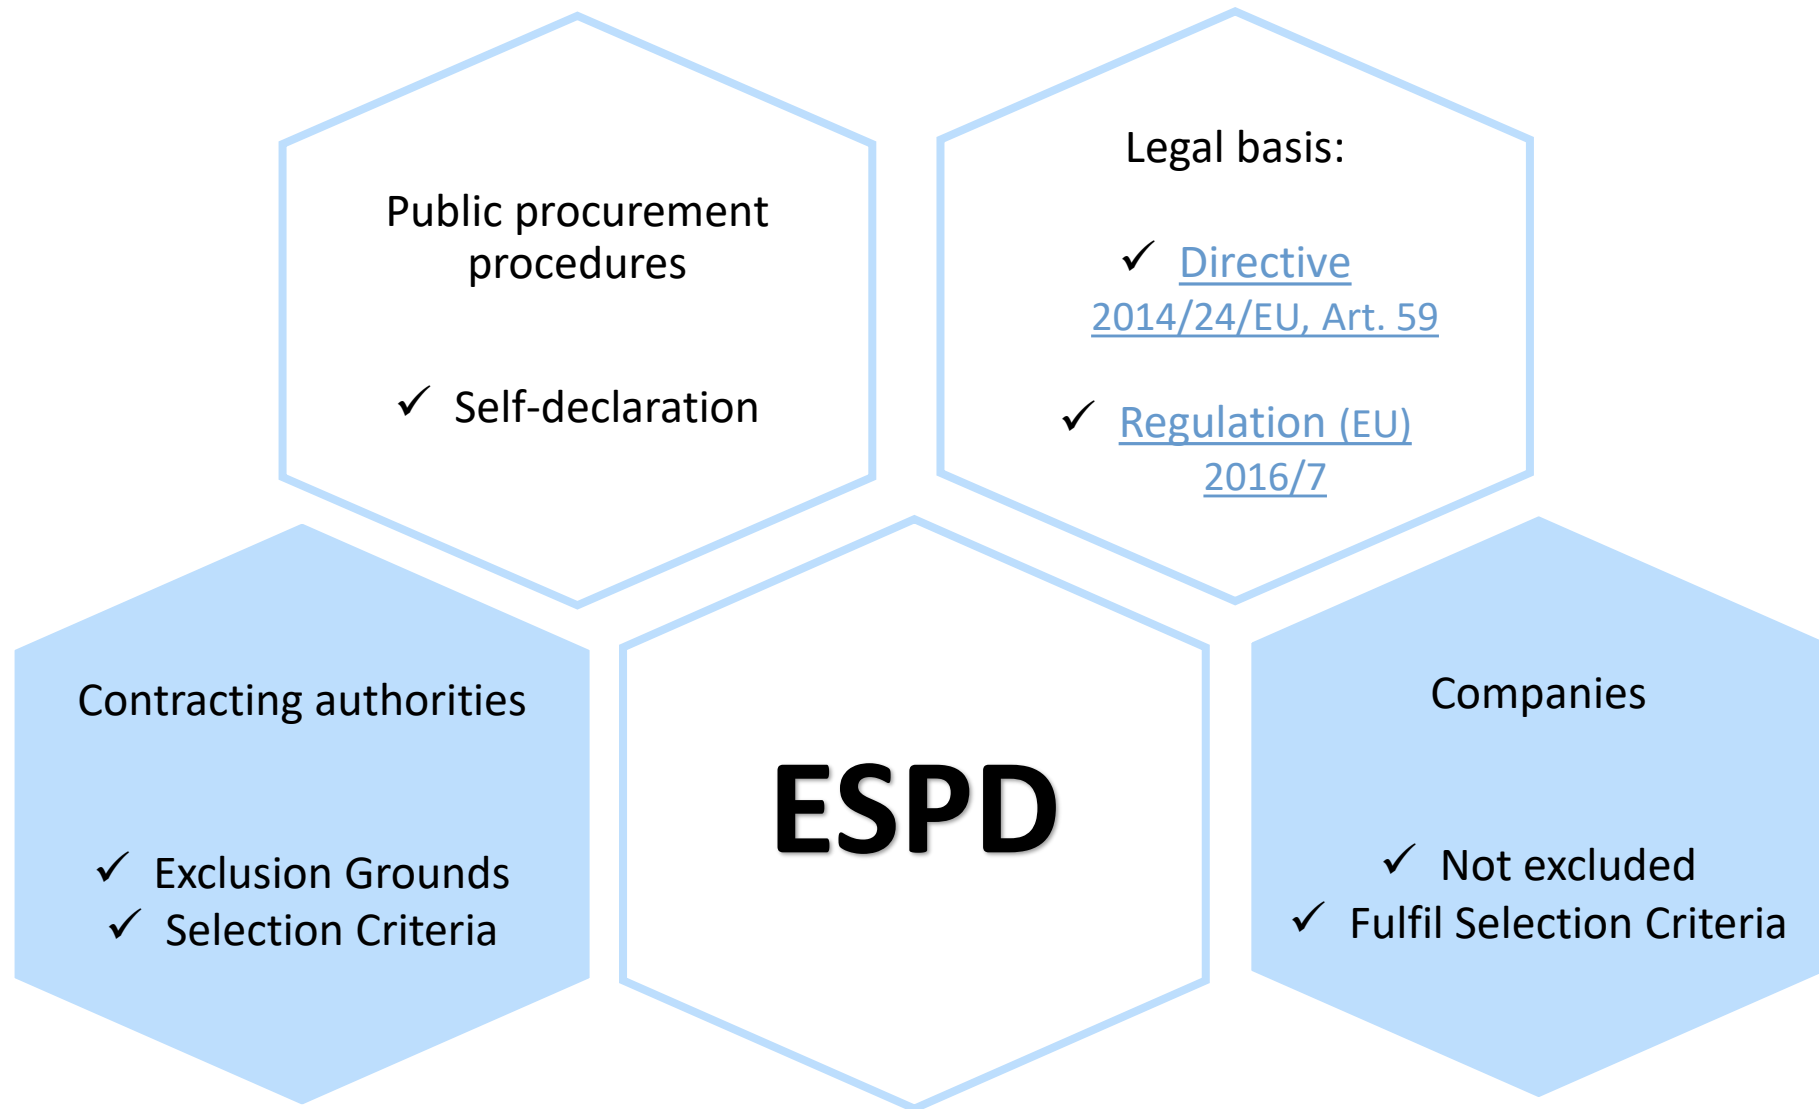 Public procurement
procedures
✓ Self-declaration
Legal basis:
✓ Directive
2014/24/EU, Art. 59
✓ Regulation (EU)
2016/7
Contracting authorities
✓ Exclusion Grounds
✓ Selection Criteria
ESPD
Companies
✓ Not excluded
✓ Fulfil Selection Criteria